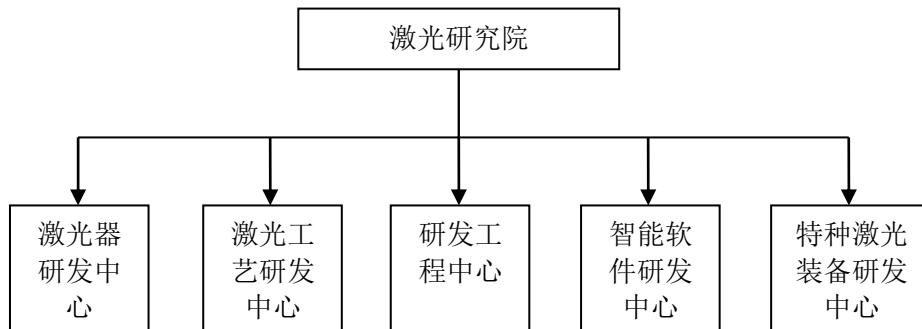 激光研究院
激光器
研发中
心
激光工
艺研发
中心
研发工
程中心
智能软
件研发
中心
特种激光
装备研发
中心